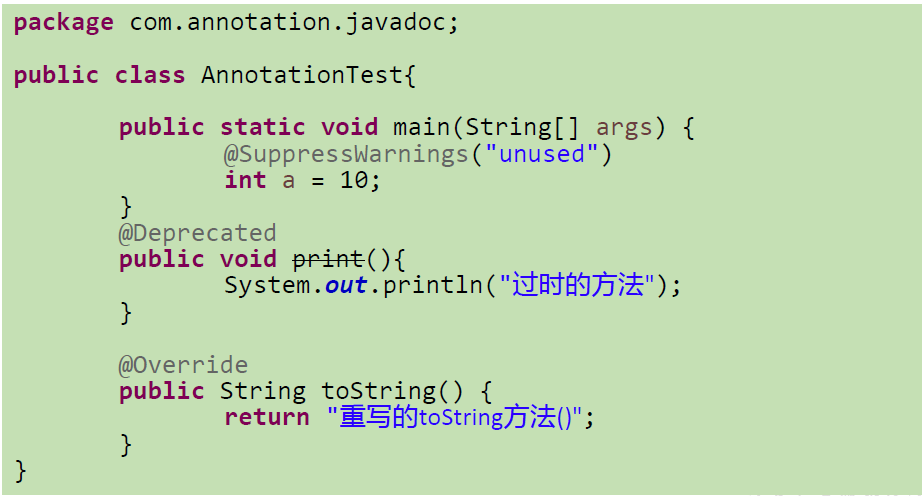 package com.annotation.javadoc;
public class AnnotationTest{
public static void main(String[] args) {
@SuppressWarnings("unused")
int a = 10;
}
@Deprecated
public void print(){
System.out.println("过时的方法");
}
@Override
public String toString() {
return "重写的toString方法()";
}
}